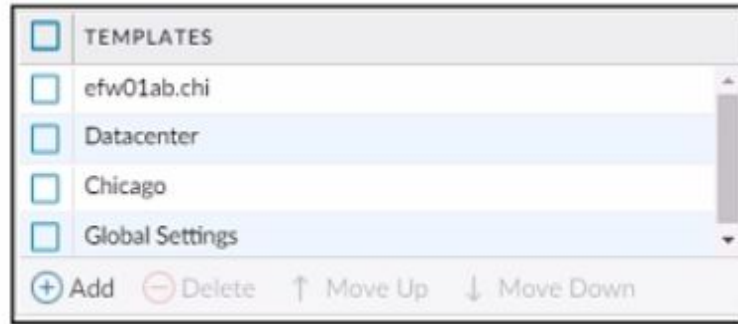 TEMPLATES
efw01ab.chi
Datacenter
Chicago
Global Settings
Add Delete ↑ Move Up ↓ Move Down